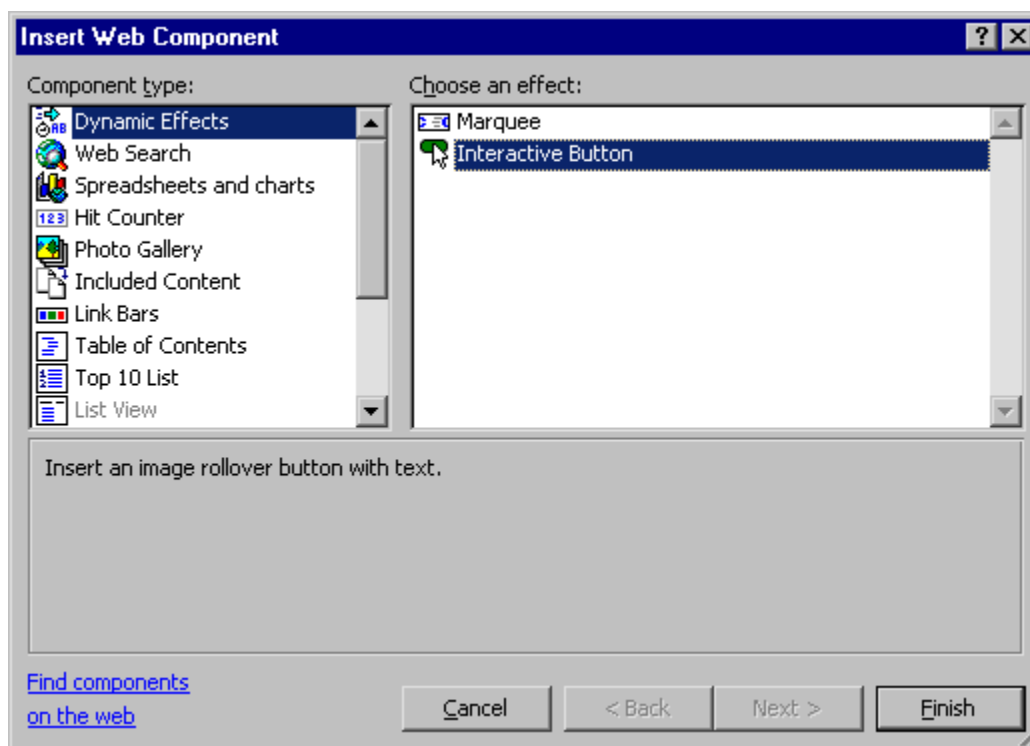 Insert Web Component
Component type:
Dynamic Effects
Web Search
Spreadsheets and charts
Hit Counter
Photo Gallery
Included Content
Link Bars
Table of Contents
Top 10 List
List View
Choose an effect:
Marquee
Interactive Button
Insert an image rollover button with text.
Find components
on the web
Cancel
< Back
Next >
Finish